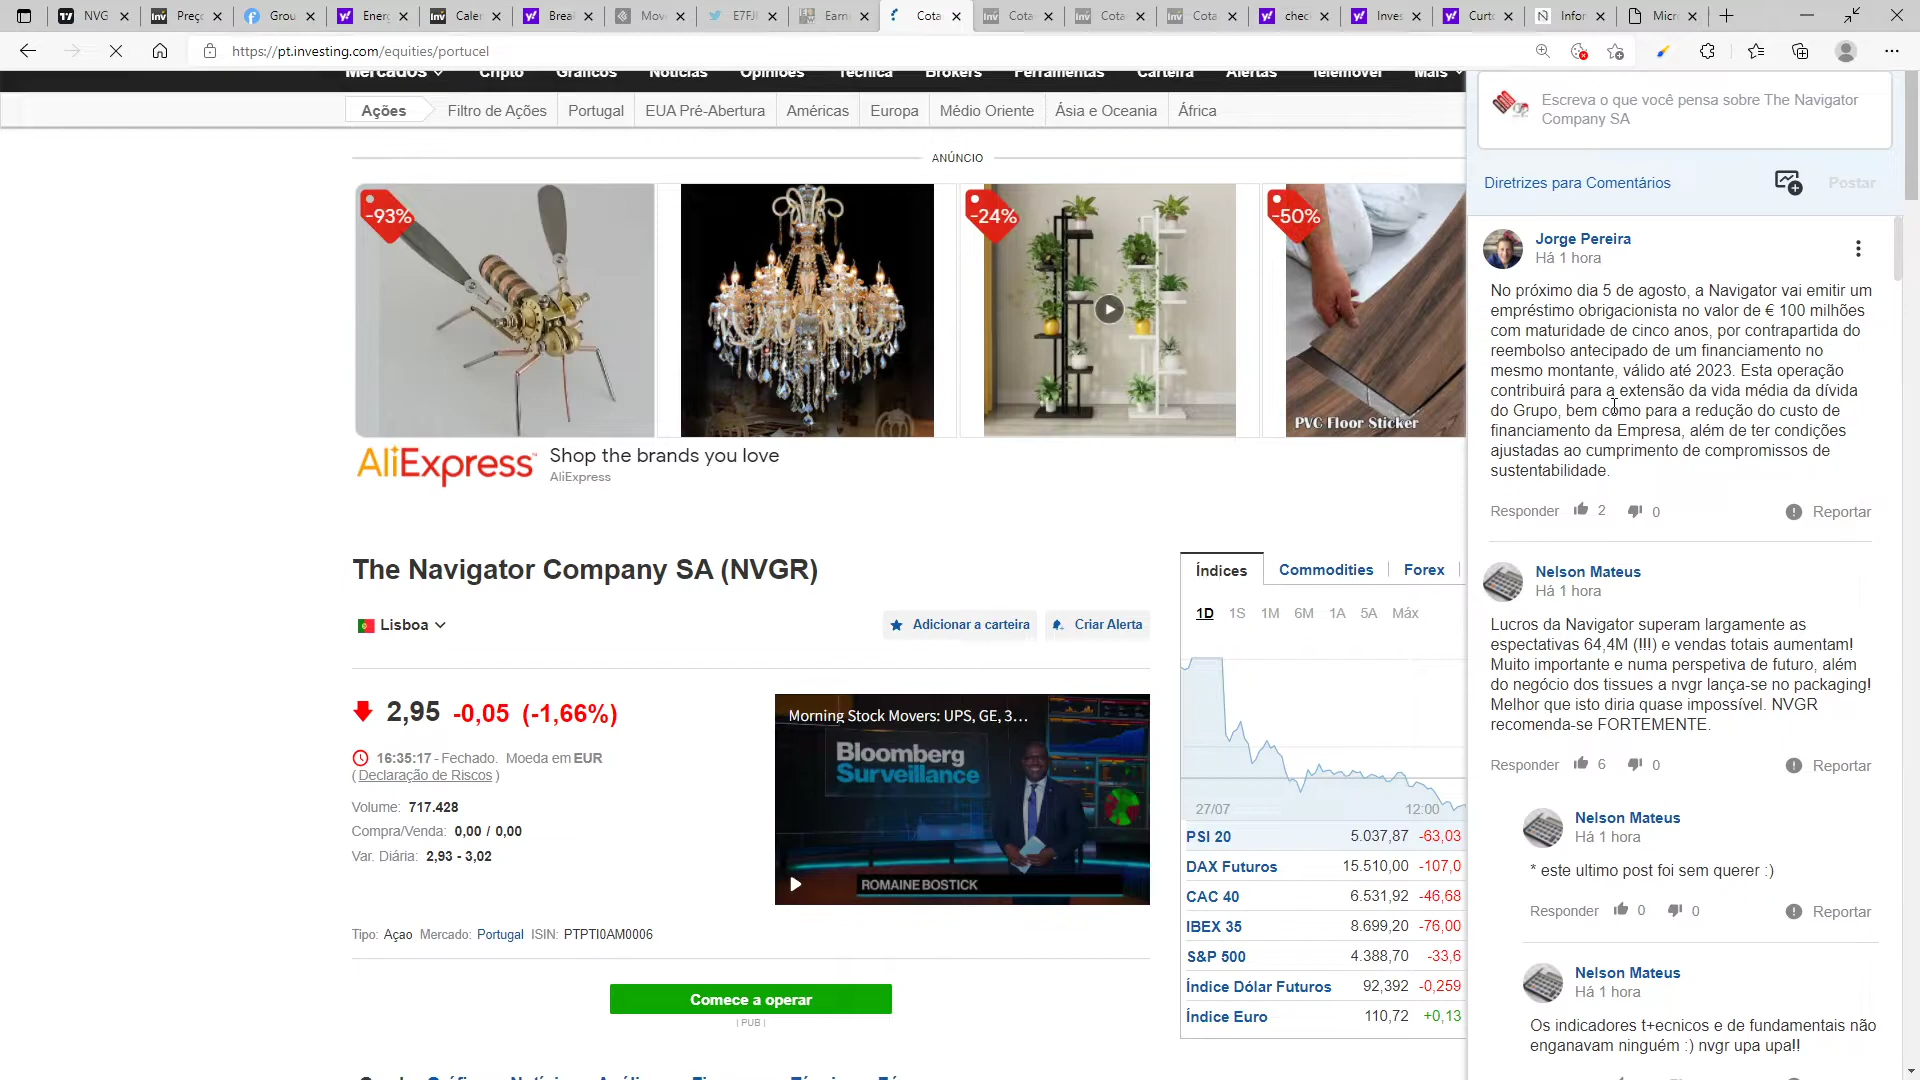 NVG
Preço
Grou
Energ
Caler
Brea
Mov
E7FJI
Earni
Cota
Cota
Cota
Cota
chec
Inves
Curto
Infor
Micr
https://pt.investing.com/equities/portucel
Mercados
Cripto
Gráficos
Notícias
Opiniões
Técnica
Brokers
Ferramentas
Carteira
Alertas
Telemóvel
Mais
Ações
Filtro de Ações
Portugal
EUA Pré-Abertura
Américas
Europa
Médio Oriente
Ásia e Oceania
África
ANÚNCIO
-93%
-24%
-50%
PVC Floor Sticker
AliExpress
Shop the brands you love
AliExpress
The Navigator Company SA (NVGR)
Lisboa
Adicionar a carteira
Criar Alerta
2,95 -0,05 (-1,66%)
16:35:17 - Fechado. Moeda em EUR
( Declaração de Riscos )
Volume: 717.428
Compra/Venda: 0,00 / 0,00
Var. Diária: 2,93 - 3,02
Morning Stock Movers: UPS, GE, 3...
Bloomberg
Surveillance
ROMAINE BOSTICK
Tipo: Açao Mercado: Portugal ISIN: PTPTI0AM0006
Comece a operar
| PUB |
Índices
Commodities
Forex
1D 1S 1M 6M 1A 5A Máx
27/07
12:00
PSI 20 5.037,87 -63,03
DAX Futuros 15.510,00 -107,0
CAC 40 6.531,92 -46,68
IBEX 35 8.699,20 -76,00
S&P 500 4.388,70 -33,6
Índice Dólar Futuros 92,392 -0,259
Índice Euro 110,72 +0,13
Escreva o que você pensa sobre The Navigator
Company SA
Diretrizes para Comentários
Postar
Jorge Pereira
Há 1 hora
No próximo dia 5 de agosto, a Navigator vai emitir um
empréstimo obrigacionista no valor de € 100 milhões
com maturidade de cinco anos, por contrapartida do
reembolso antecipado de um financiamento no
mesmo montante, válido até 2023. Esta operação
contribuirá para a extensão da vida média da dívida
do Grupo, bem como para a redução do custo de
financiamento da Empresa, além de ter condições
ajustadas ao cumprimento de compromissos de
sustentabilidade.
Responder 2 0 Reportar
Nelson Mateus
Há 1 hora
Lucros da Navigator superam largamente as
espectativas 64,4M (!!!) e vendas totais aumentam!
Muito importante e numa perspetiva de futuro, além
do negócio dos tissues a nvgr lança-se no packaging!
Melhor que isto diria quase impossível. NVGR
recomenda-se FORTEMENTE.
Responder 6 0 Reportar
Nelson Mateus
Há 1 hora
* este ultimo post foi sem querer :)
Responder 0 0 Reportar
Nelson Mateus
Há 1 hora
Os indicadores t+ecnicos e de fundamentais não
enganavam ninguém :) nvgr upa upa!!